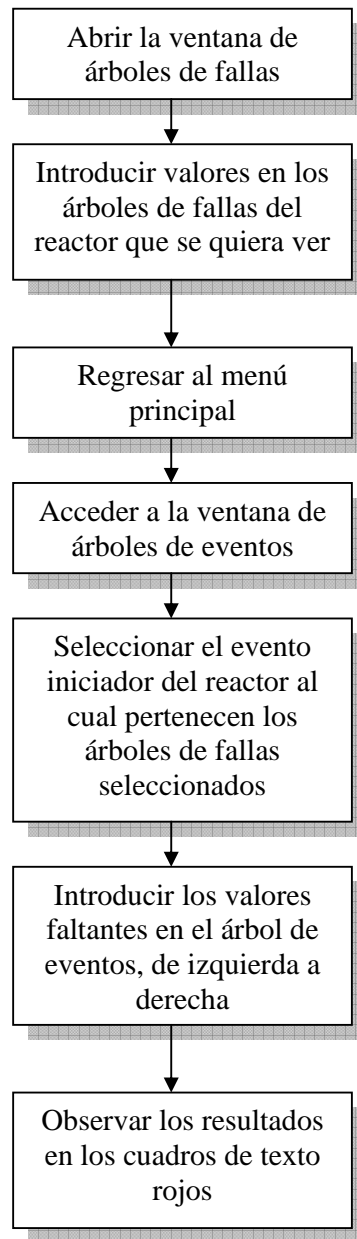 Abrir la ventana de
árboles de fallas
Introducir valores en los
árboles de fallas del
reactor que se quiera ver
Regresar al menú
principal
Acceder a la ventana de
árboles de eventos
Seleccionar el evento
iniciador del reactor al
cual pertenecen los
árboles de fallas
seleccionados
Introducir los valores
faltantes en el árbol de
eventos, de izquierda a
derecha
Observar los resultados
en los cuadros de texto
rojos